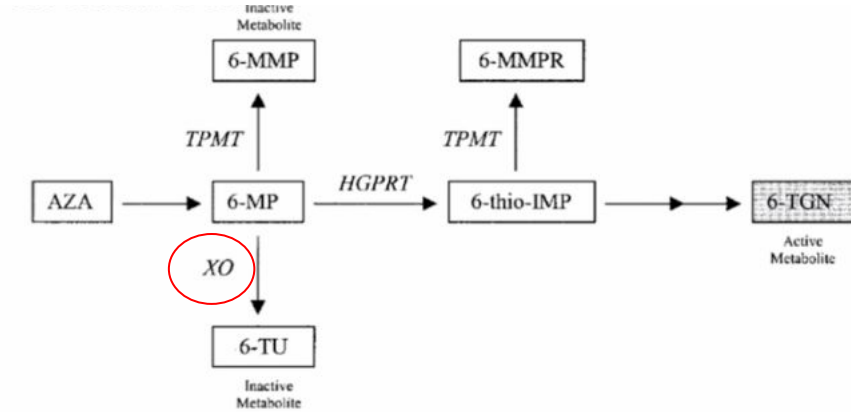 Inactive
Metabolite
6-MMP
6-MMPR
TPMT
TPMT
AZA
6-MP
HGPRT
6-thio-IMP
6-TGN
Active
Metabolite
XO
6-TU
Inactive
Metabolite